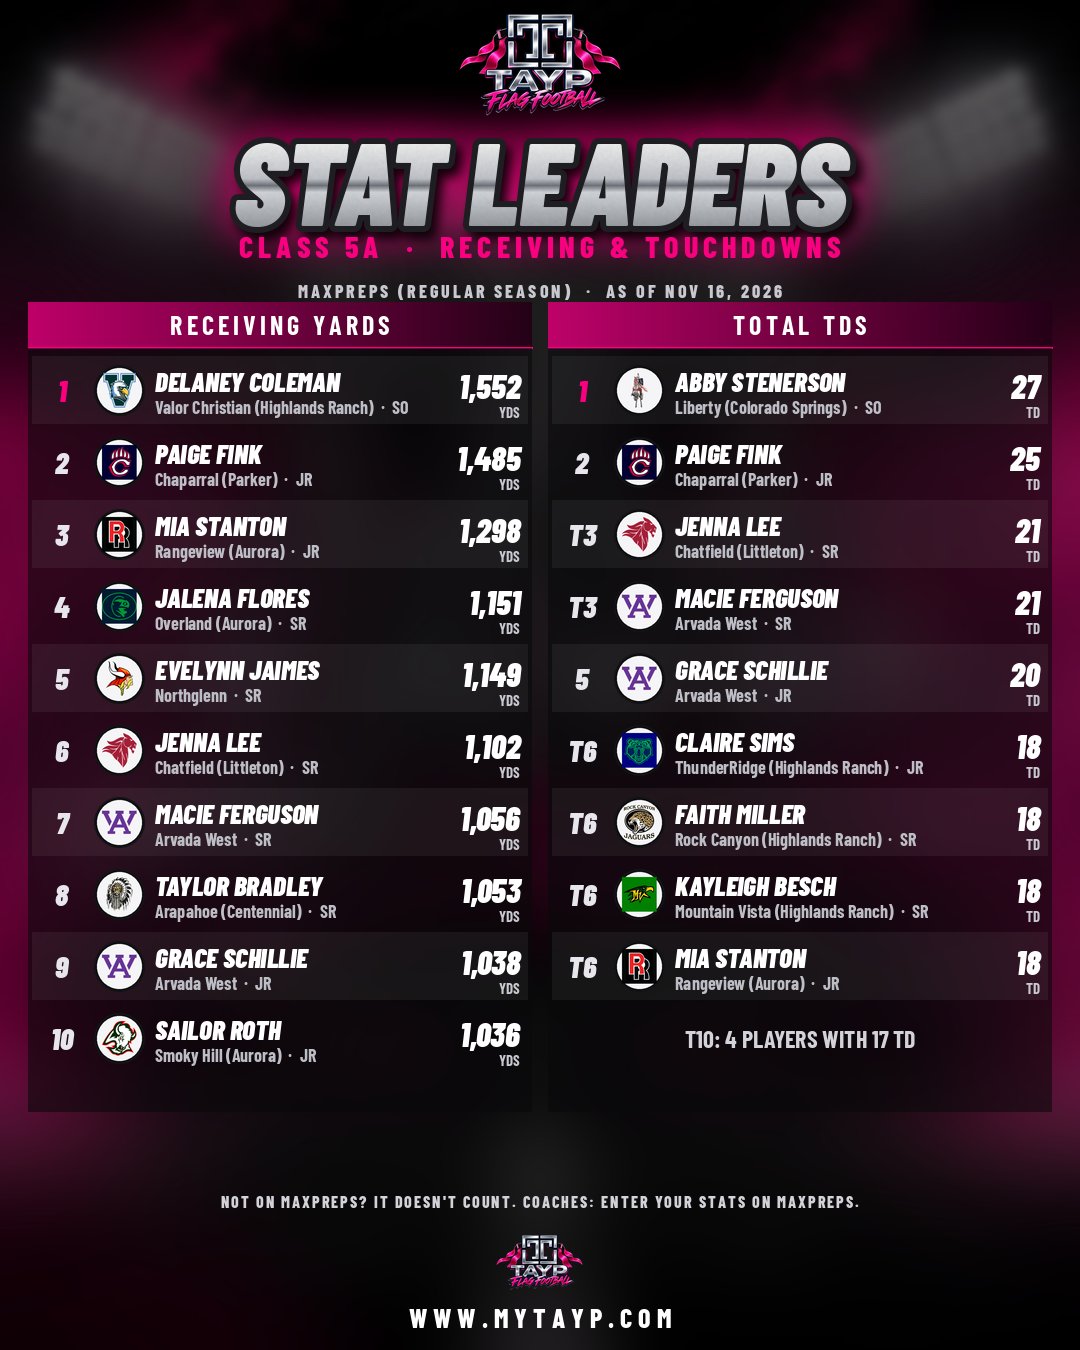 TAYP
FLAG FOOTBALL
STAT LEADERS
CLASS 5A · RECEIVING & TOUCHDOWNS
MAXPREPS (REGULAR SEASON) · AS OF NOV 16, 2026
RECEIVING YARDS
1 DELANEY COLEMAN 1,552
Valor Christian (Highlands Ranch) · SO YDS
2 PAIGE FINK 1,485
Chaparral (Parker) · JR YDS
3 MIA STANTON 1,298
Rangeview (Aurora) · JR YDS
4 JALENA FLORES 1,151
Overland (Aurora) · SR YDS
5 EVELYNN JAIMES 1,149
Northglenn · SR YDS
6 JENNA LEE 1,102
Chatfield (Littleton) · SR YDS
7 MACIE FERGUSON 1,056
Arvada West · SR YDS
8 TAYLOR BRADLEY 1,053
Arapahoe (Centennial) · SR YDS
9 GRACE SCHILLIE 1,038
Arvada West · JR YDS
10 SAILOR ROTH 1,036
Smoky Hill (Aurora) · JR YDS
TOTAL TDS
1 ABBY STENERSON 27
Liberty (Colorado Springs) · SO TD
2 PAIGE FINK 25
Chaparral (Parker) · JR TD
T3 JENNA LEE 21
Chatfield (Littleton) · SR TD
T3 MACIE FERGUSON 21
Arvada West · SR TD
5 GRACE SCHILLIE 20
Arvada West · JR TD
T6 CLAIRE SIMS 18
ThunderRidge (Highlands Ranch) · JR TD
ROCK CANYON
JAGUARS
T6 FAITH MILLER 18
Rock Canyon (Highlands Ranch) · SR TD
T6 KAYLEIGH BESCH 18
Mountain Vista (Highlands Ranch) · SR TD
T6 MIA STANTON 18
Rangeview (Aurora) · JR TD
T10: 4 PLAYERS WITH 17 TD
NOT ON MAXPREPS? IT DOESN'T COUNT. COACHES: ENTER YOUR STATS ON MAXPREPS.
TAYP
FLAG FOOTBALL
WWW.MYTAYP.COM